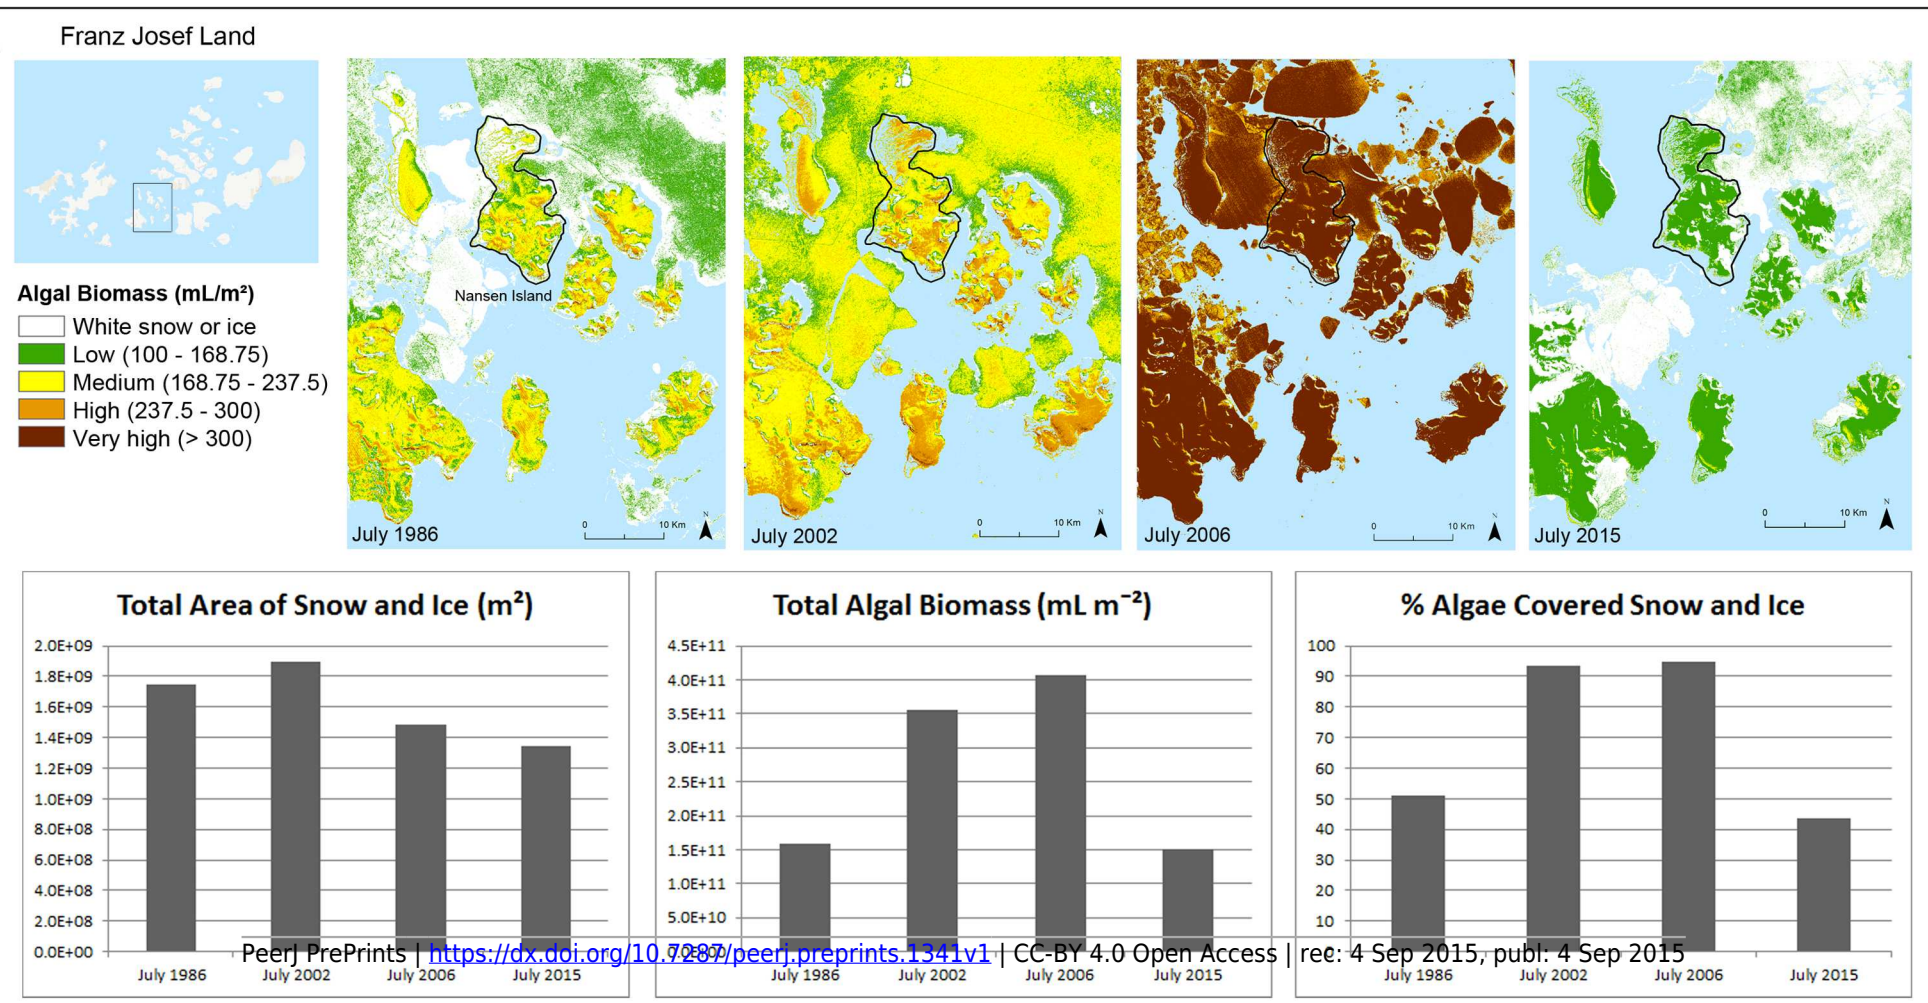 Franz Josef Land
Algal Biomass (mL/m²)
White snow or ice
Low (100 - 168.75)
Medium (168.75 - 237.5)
High (237.5 - 300)
Very high (> 300)
Nansen Island
0 10 Km N
July 1986
0 10 Km N
July 2002
0 10 Km N
July 2006
0 10 Km N
July 2015
Total Area of Snow and Ice (m²)
2.0E+09
1.8E+09
1.6E+09
1.4E+09
1.2E+09
1.0E+09
8.0E+08
6.0E+08
4.0E+08
2.0E+08
0.0E+00
July 1986 July 2002 July 2006 July 2015
Total Algal Biomass (mL m⁻²)
4.5E+11
4.0E+11
3.5E+11
3.0E+11
2.5E+11
2.0E+11
1.5E+11
1.0E+11
5.0E+10
0.0E+00
July 1986 July 2002 July 2006 July 2015
% Algae Covered Snow and Ice
100
90
80
70
60
50
40
30
20
10
0
July 1986 July 2002 July 2006 July 2015
PeerJ PrePrints | https://dx.doi.org/10.7287/peerj.preprints.1341v1 | CC-BY 4.0 Open Access | rec: 4 Sep 2015, publ: 4 Sep 2015